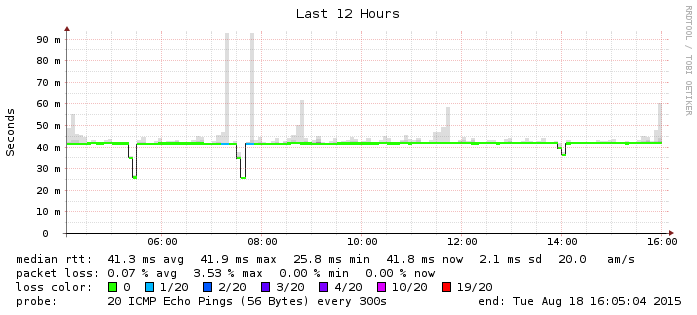 Last 12 Hours
RRDTOOL / TOBI OETIKER
Seconds
90 m
80 m
70 m
60 m
50 m
40 m
30 m
20 m
10 m
0
06:00 08:00 10:00 12:00 14:00 16:00
median rtt: 41.3 ms avg 41.9 ms max 25.8 ms min 41.8 ms now 2.1 ms sd 20.0 am/s
packet loss: 0.07 % avg 3.53 % max 0.00 % min 0.00 % now
loss color: 0 1/20 2/20 3/20 4/20 10/20 19/20
probe: 20 ICMP Echo Pings (56 Bytes) every 300s end: Tue Aug 18 16:05:04 2015